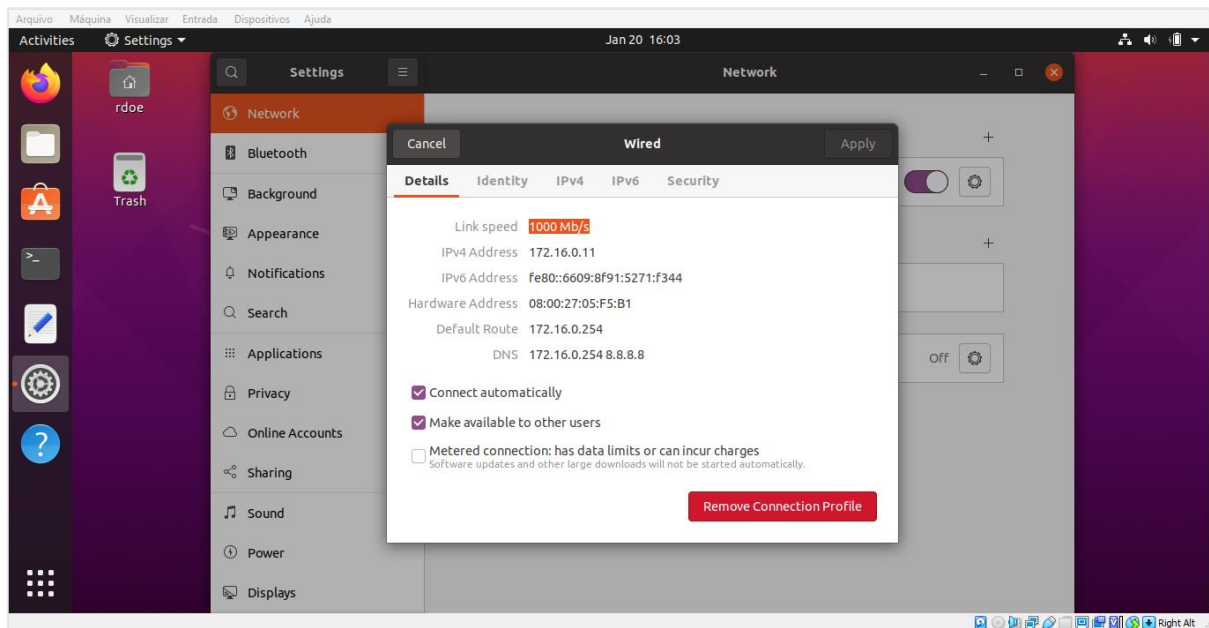 Arquivo Máquina Visualizar Entrada Dispositivos Ajuda
Activities Settings Jan 20 16:03
Settings Network
rdoe
Trash
Network
Bluetooth
Background
Appearance
Notifications
Search
Applications
Privacy
Online Accounts
Sharing
Sound
Power
Displays
Cancel Wired Apply
Details Identity IPv4 IPv6 Security
Link speed 1000 Mb/s
IPv4 Address 172.16.0.11
IPv6 Address fe80::6609:8f91:5271:f344
Hardware Address 08:00:27:05:F5:B1
Default Route 172.16.0.254
DNS 172.16.0.254 8.8.8.8
Connect automatically
Make available to other users
Metered connection: has data limits or can incur charges
Software updates and other large downloads will not be started automatically.
Remove Connection Profile
Off
Right Alt